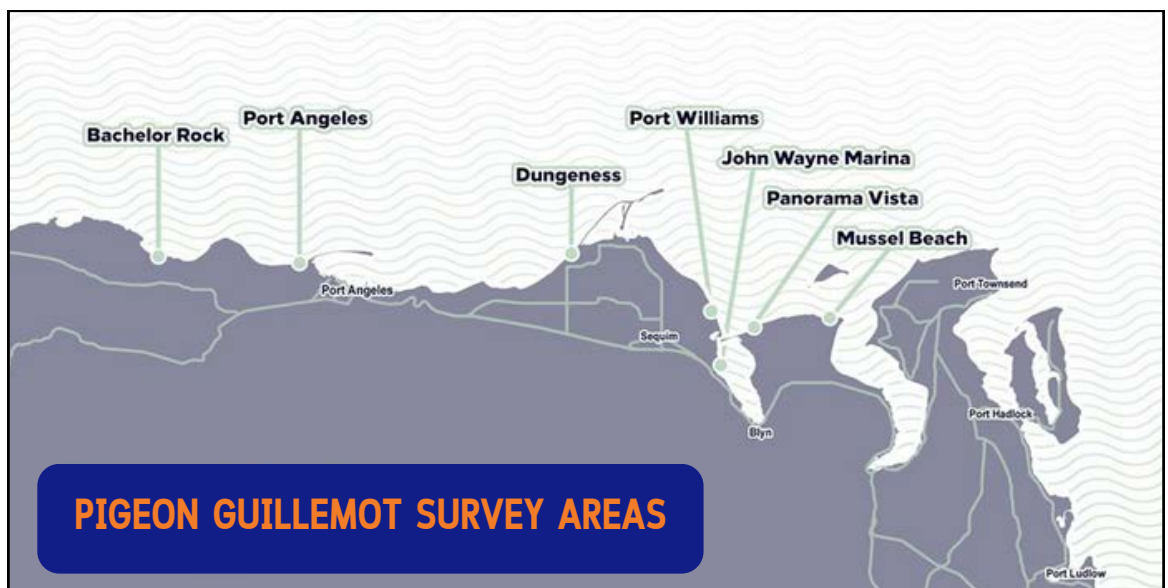 Bachelor Rock
Port Angeles
Port Williams
John Wayne Marina
Dungeness
Panorama Vista
Mussel Beach
Port Townsend
Port Angeles
Sequim
Port Hadlock
Blyn
Port Ludlow
PIGEON GUILLEMOT SURVEY AREAS